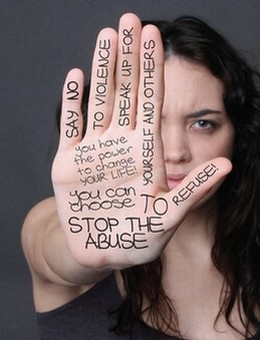 SAY NO
TO VIOLENCE
SPEAK UP FOR
YOURSELF AND OTHERS
you have
the power
to change
YOUR LIFE!
you can
choose TO
REFUSE!
STOP THE
ABUSE